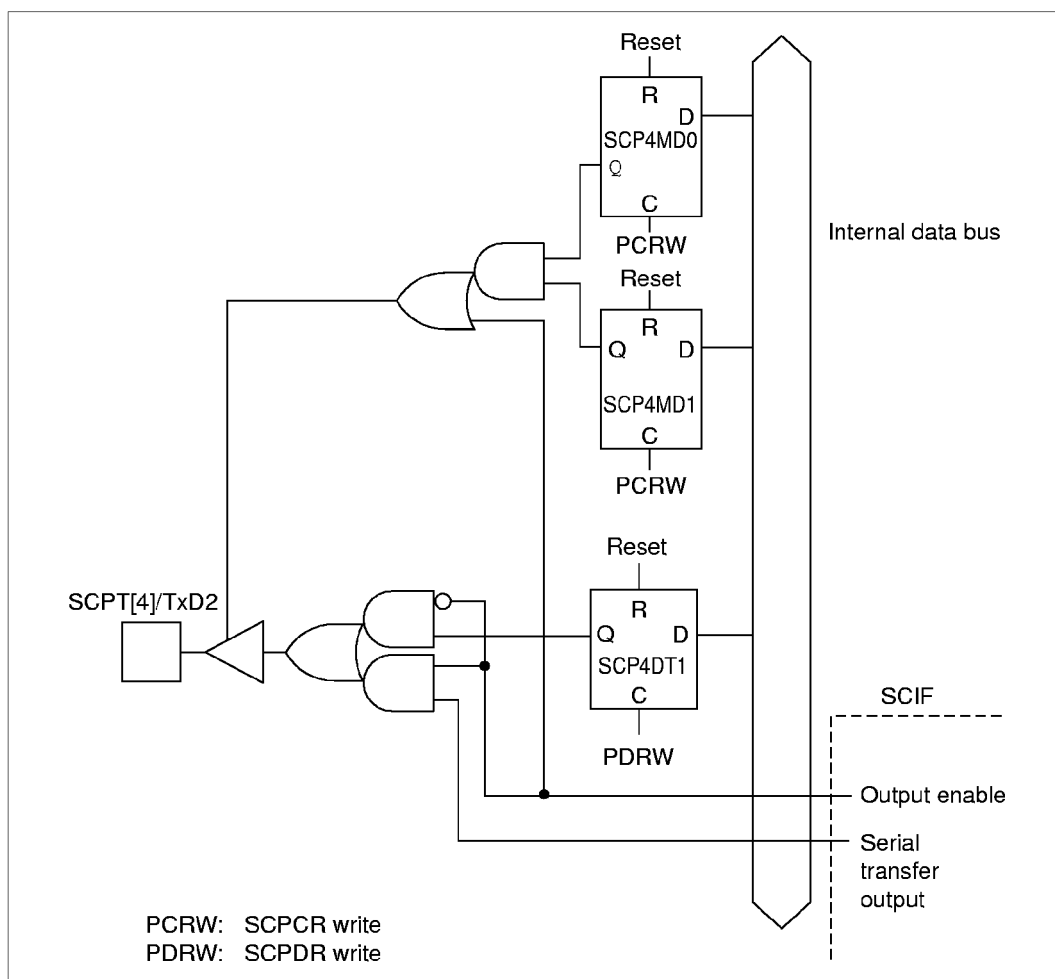 Reset
R
D
SCP4MD0
Q
C
PCRW
Internal data bus
Reset
R
Q
D
SCP4MD1
C
PCRW
Reset
SCPT[4]/TxD2
R
Q
D
SCP4DT1
C
SCIF
PDRW
Output enable
Serial
transfer
output
PCRW: SCPCR write
PDRW: SCPDR write